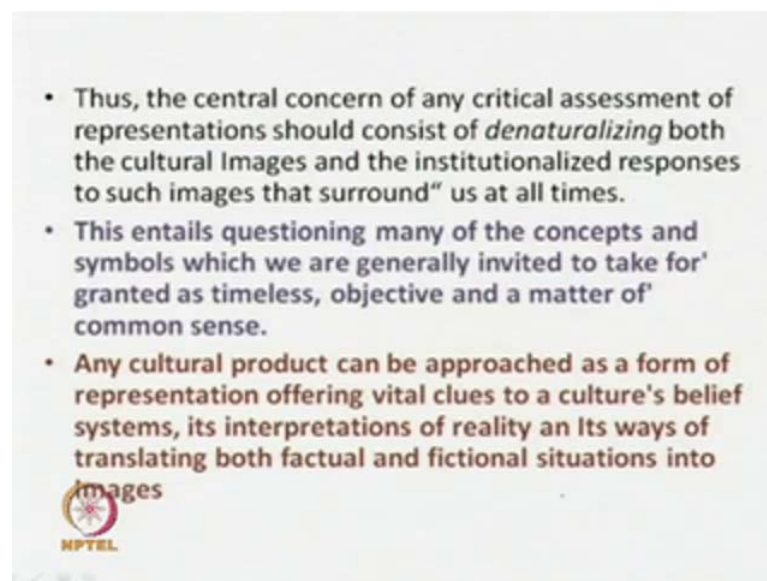 • Thus, the central concern of any critical assessment of
representations should consist of denaturalizing both
the cultural Images and the institutionalized responses
to such images that surround“ us at all times.
• This entails questioning many of the concepts and
symbols which we are generally invited to take for'
granted as timeless, objective and a matter of'
common sense.
• Any cultural product can be approached as a form of
representation offering vital clues to a culture's belief
systems, its interpretations of reality an Its ways of
translating both factual and fictional situations into
Images
NPTEL